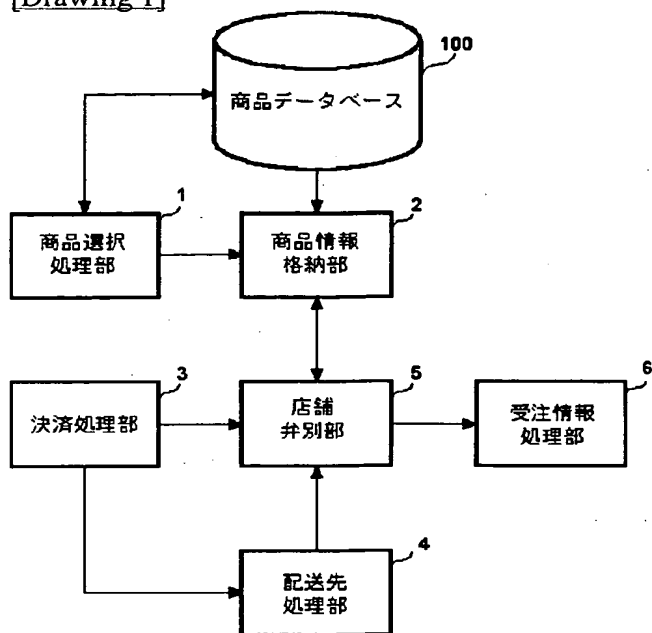 [Drawing 1]
100
商品データベース
1
商品選択
処理部
2
商品情報
格納部
3
決済処理部
5
店舗
弁別部
6
受注情報
処理部
4
配送先
処理部